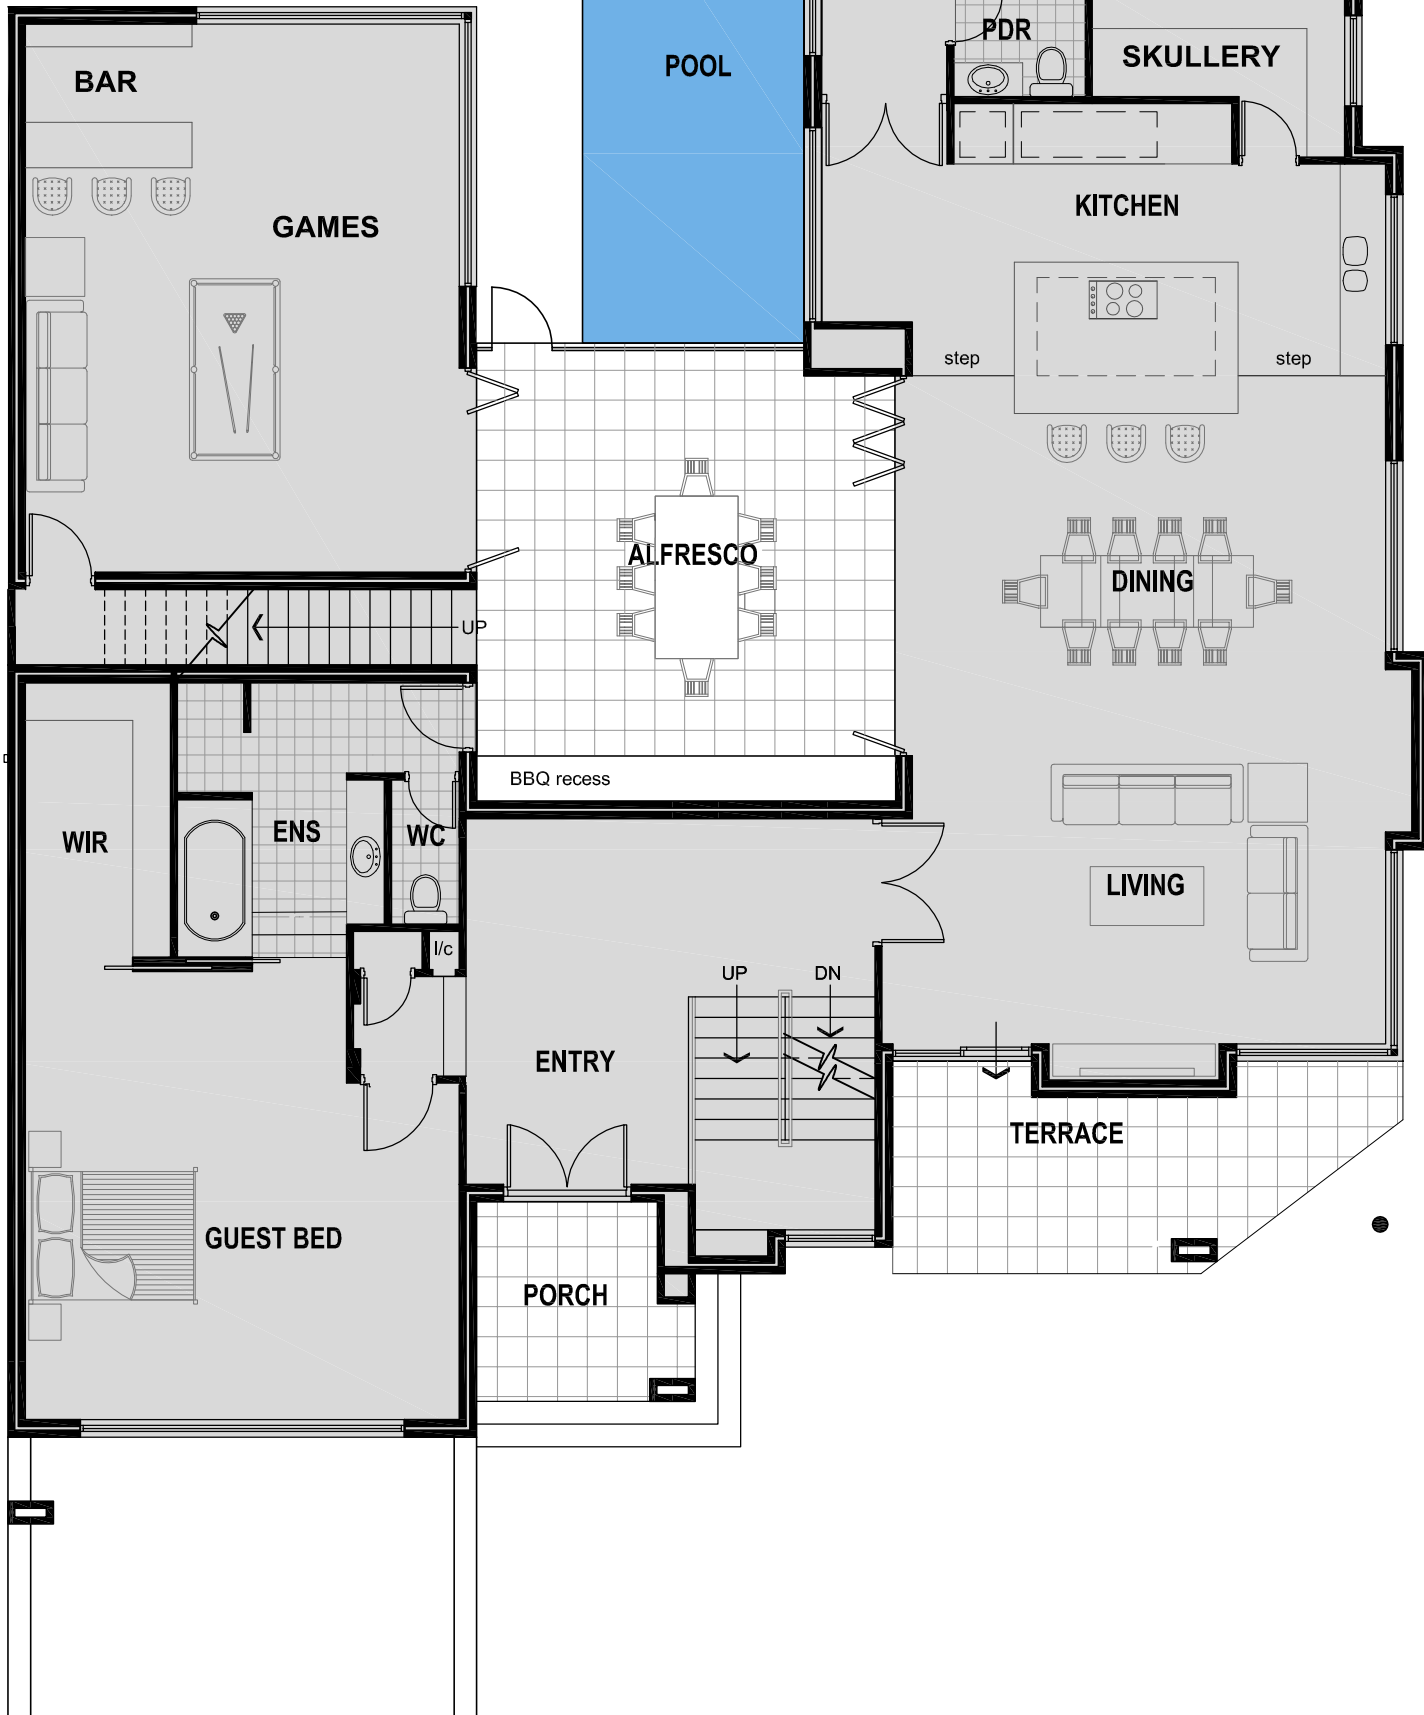 PDR
SKULLERY
POOL
BAR
KITCHEN
GAMES
step
step
ALFRESCO
DINING
UP
BBQ recess
ENS
WC
WIR
LIVING
l/c
UP
DN
ENTRY
TERRACE
GUEST BED
PORCH